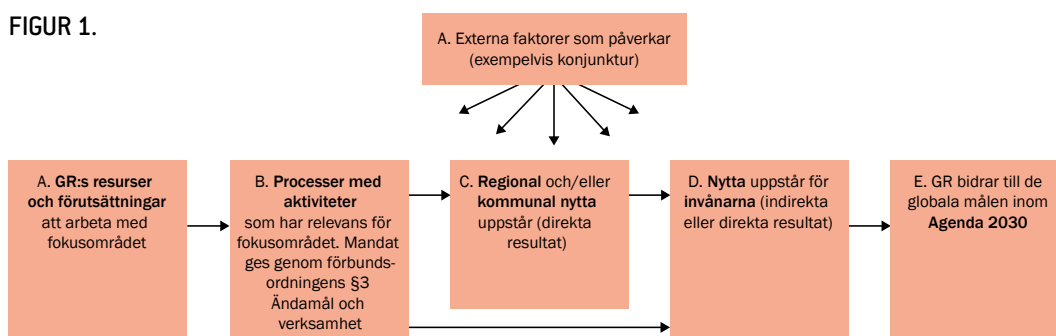 FIGUR 1.
A. Externa faktorer som påverkar
(exempelvis konjunktur)
A. GR:s resurser
och förutsättningar
att arbeta med
fokusområdet
B. Processer med
aktiviteter
som har relevans för
fokusområdet. Mandat
ges genom förbunds-
ordningens §3
Ändamål och
verksamhet
C. Regional och/eller
kommunal nytta
uppstår (direkta
resultat)
D. Nytta uppstår för
invånarna (indirekta
eller direkta resultat)
E. GR bidrar till de
globala målen inom
Agenda 2030